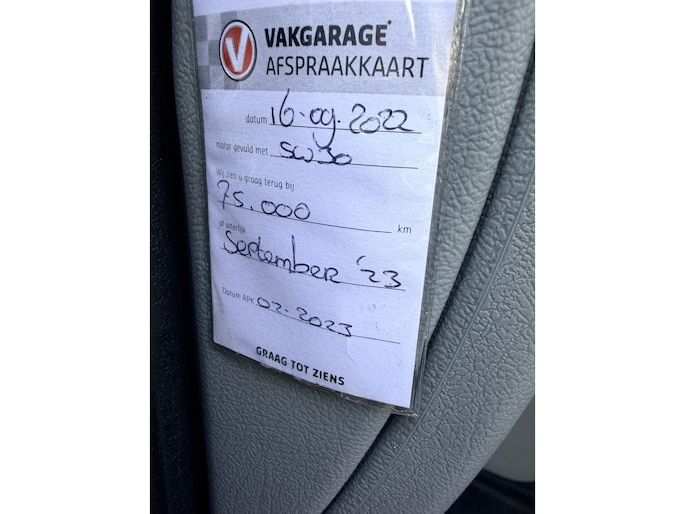 V VAKGARAGE®
AFSPRAAKKAART
datum 16-09-2022
motor gevuld met 5W30
Wij zien u graag terug bij
75.000 km
of uiterlijk
September '23
Datum APK 02-2023
GRAAG TOT ZIENS